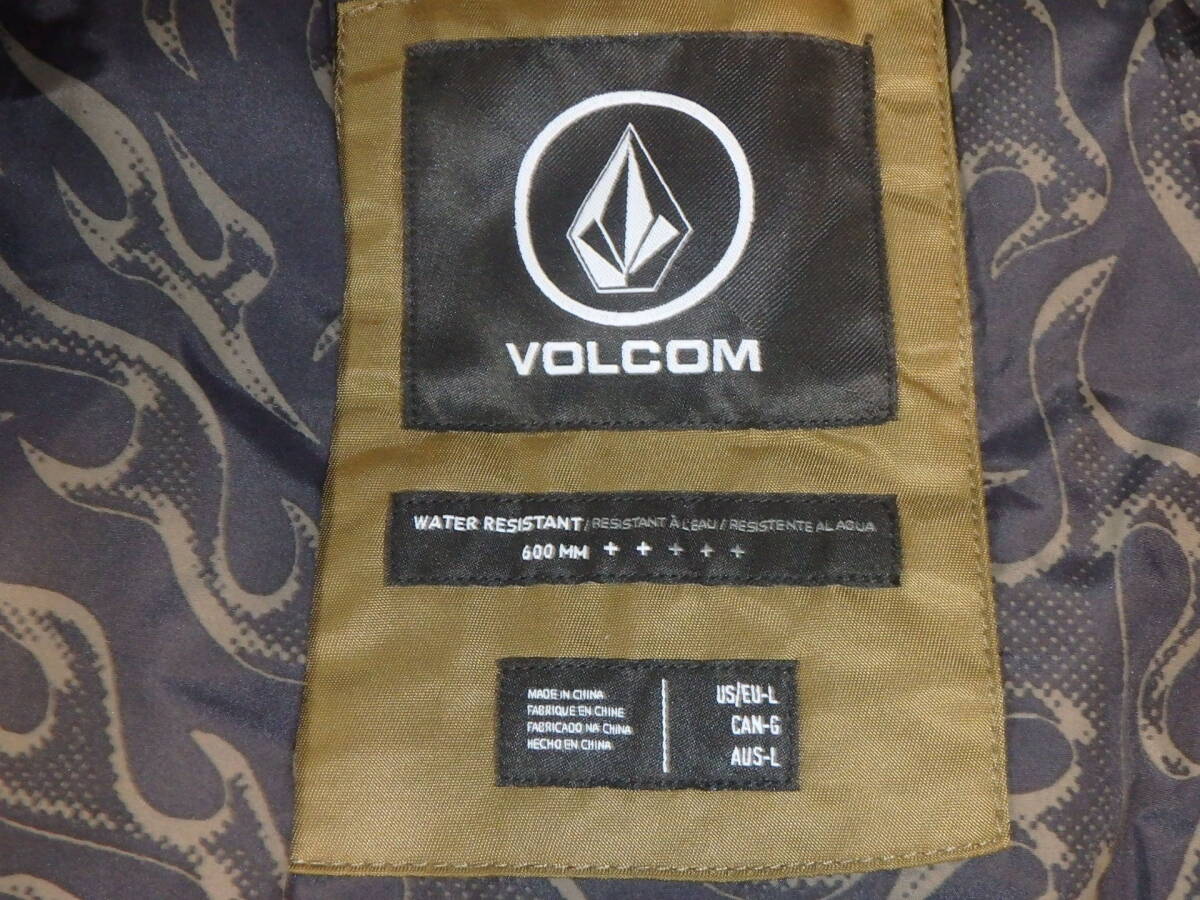 VOLCOM
WATER RESISTANT / RESISTANT À L'EAU / RESISTENTE AL AGUA
600 MM + + + + +
MADE IN CHINA
FABRIQUE EN CHINE
FABRICADO NA CHINA
HECHO EN CHINA
US/EU-L
CAN-G
AUS-L